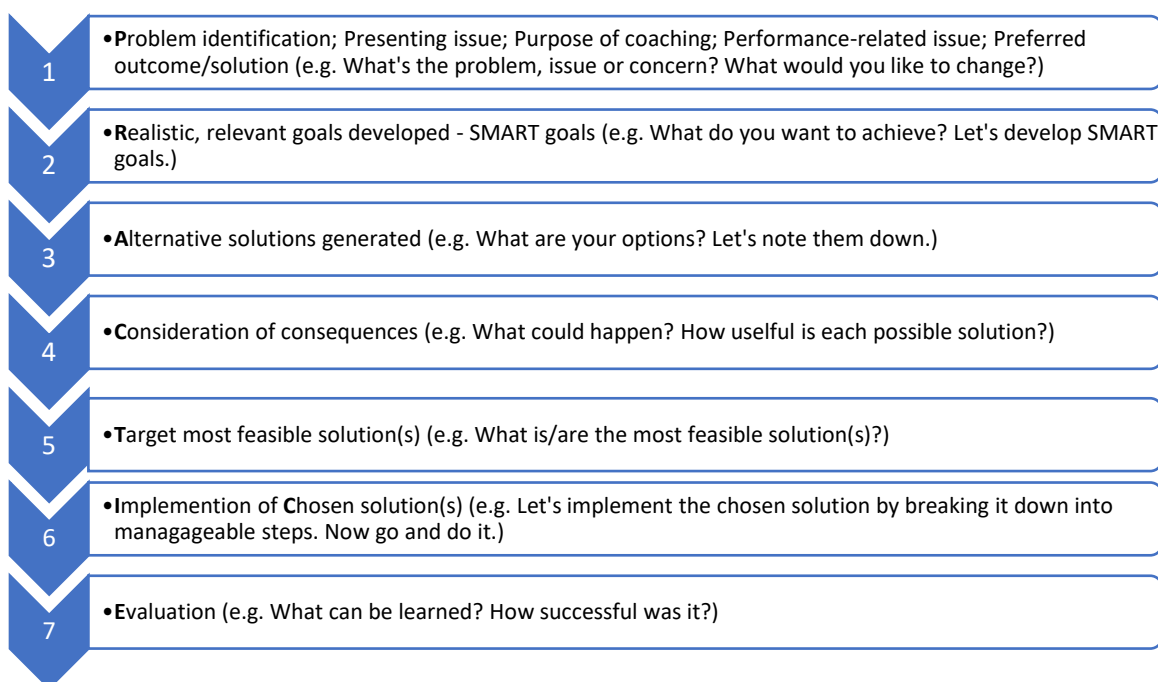 1
•Problem identification; Presenting issue; Purpose of coaching; Performance-related issue; Preferred
outcome/solution (e.g. What's the problem, issue or concern? What would you like to change?)
2
•Realistic, relevant goals developed - SMART goals (e.g. What do you want to achieve? Let's develop SMART
goals.)
3
•Alternative solutions generated (e.g. What are your options? Let's note them down.)
4
•Consideration of consequences (e.g. What could happen? How uselful is each possible solution?)
5
•Target most feasible solution(s) (e.g. What is/are the most feasible solution(s)?)
6
•Implemention of Chosen solution(s) (e.g. Let's implement the chosen solution by breaking it down into
managageable steps. Now go and do it.)
7
•Evaluation (e.g. What can be learned? How successful was it?)